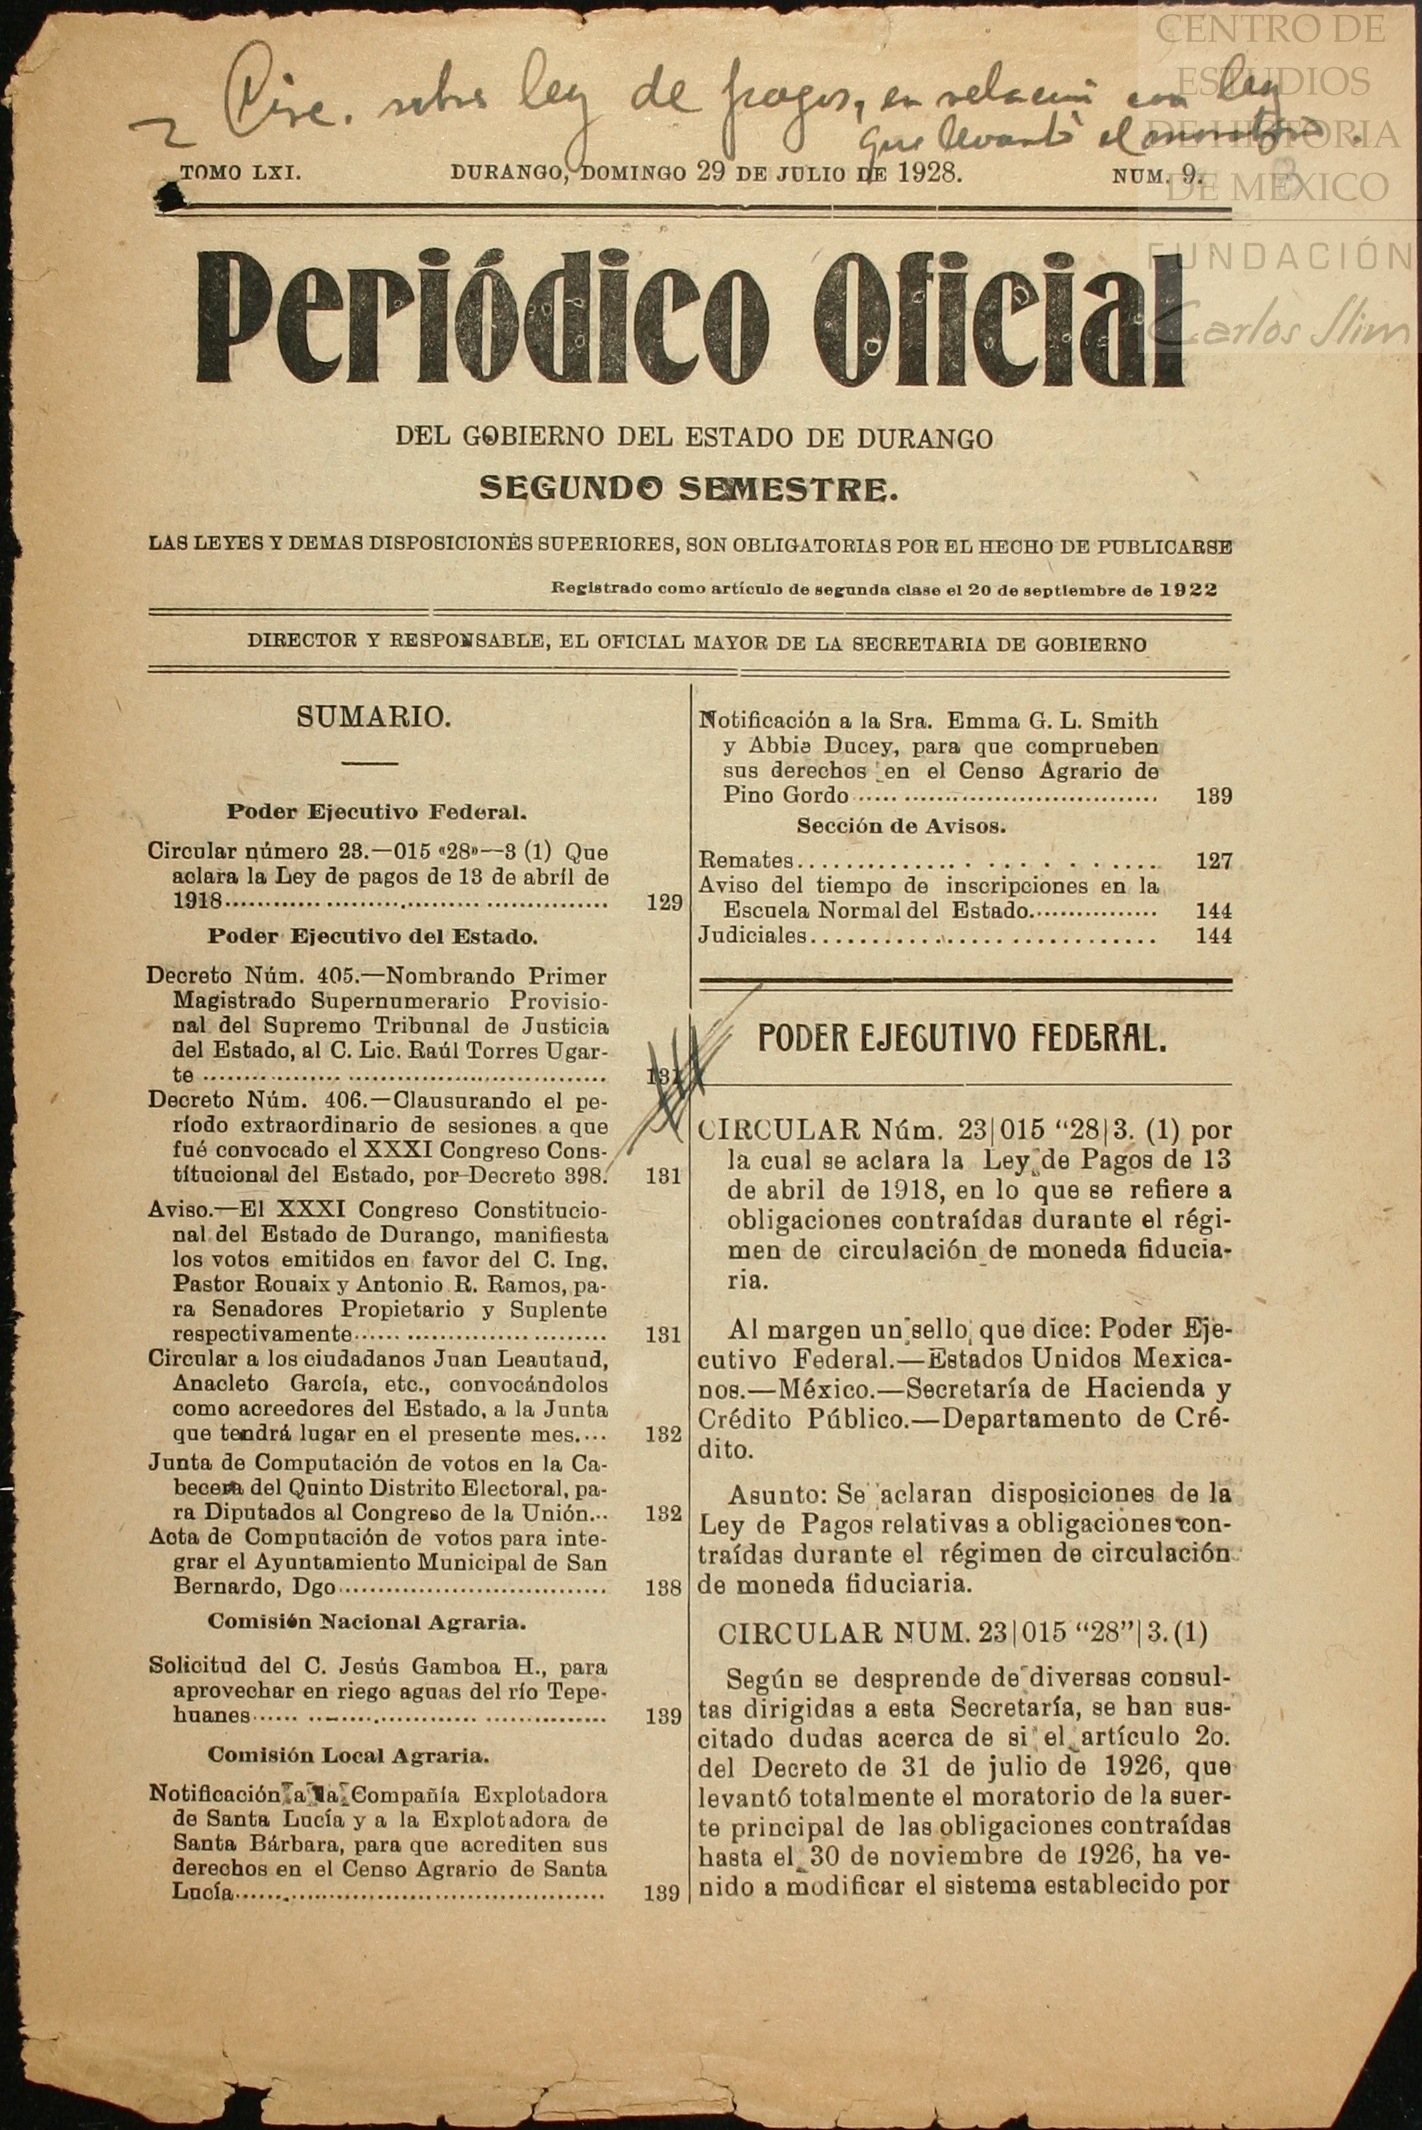 Circ. sobre ley de pagos, en relación con ley
que levantó el moratorio.
TOMO LXI. DURANGO, DOMINGO 29 DE JULIO DE 1928. NUM. 9.
Periódico Oficial
DEL GOBIERNO DEL ESTADO DE DURANGO
SEGUNDO SEMESTRE.
LAS LEYES Y DEMAS DISPOSICIONES SUPERIORES, SON OBLIGATORIAS POR EL HECHO DE PUBLICARSE
Registrado como artículo de segunda clase el 20 de septiembre de 1922
DIRECTOR Y RESPONSABLE, EL OFICIAL MAYOR DE LA SECRETARIA DE GOBIERNO
SUMARIO.
Poder Ejecutivo Federal.
Circular número 23.—015 «28»—3 (1) Que
aclara la Ley de pagos de 13 de abril de
1918 129
Poder Ejecutivo del Estado.
Decreto Núm. 405.—Nombrando Primer
Magistrado Supernumerario Provisio-
nal del Supremo Tribunal de Justicia
del Estado, al C. Lic. Raúl Torres Ugar-
te 131
Decreto Núm. 406.—Clausurando el pe-
ríodo extraordinario de sesiones a que
fué convocado el XXXI Congreso Cons-
titucional del Estado, por Decreto 398. 131
Aviso.—El XXXI Congreso Constitucio-
nal del Estado de Durango, manifiesta
los votos emitidos en favor del C. Ing.
Pastor Rouaix y Antonio R. Ramos, pa-
ra Senadores Propietario y Suplente
respectivamente 131
Circular a los ciudadanos Juan Leautaud,
Anacleto García, etc., convocándolos
como acreedores del Estado, a la Junta
que tendrá lugar en el presente mes. 132
Junta de Computación de votos en la Ca-
becera del Quinto Distrito Electoral, pa-
ra Diputados al Congreso de la Unión. 132
Acta de Computación de votos para inte-
grar el Ayuntamiento Municipal de San
Bernardo, Dgo 138
Comisión Nacional Agraria.
Solicitud del C. Jesús Gamboa H., para
aprovechar en riego aguas del río Tepe-
huanes 139
Comisión Local Agraria.
Notificación a la Compañía Explotadora
de Santa Lucía y a la Explotadora de
Santa Bárbara, para que acrediten sus
derechos en el Censo Agrario de Santa
Lucía 139
Notificación a la Sra. Emma G. L. Smith
y Abbie Ducey, para que comprueben
sus derechos en el Censo Agrario de
Pino Gordo 139
Sección de Avisos.
Remates 127
Aviso del tiempo de inscripciones en la
Escuela Normal del Estado. 144
Judiciales 144
PODER EJECUTIVO FEDERAL.
CIRCULAR Núm. 23|015 “28|3. (1) por
la cual se aclara la Ley de Pagos de 13
de abril de 1918, en lo que se refiere a
obligaciones contraídas durante el régi-
men de circulación de moneda fiducia-
ria.
Al margen un sello que dice: Poder Eje-
cutivo Federal.—Estados Unidos Mexica-
nos.—México.—Secretaría de Hacienda y
Crédito Público.—Departamento de Cré-
dito.
Asunto: Se aclaran disposiciones de la
Ley de Pagos relativas a obligaciones con-
traídas durante el régimen de circulación
de moneda fiduciaria.
CIRCULAR NUM. 23|015 “28”|3. (1)
Según se desprende de diversas consul-
tas dirigidas a esta Secretaría, se han sus-
citado dudas acerca de si el artículo 2o.
del Decreto de 31 de julio de 1926, que
levantó totalmente el moratorio de la suer-
te principal de las obligaciones contraídas
hasta el 30 de noviembre de 1926, ha ve-
nido a modificar el sistema establecido por
CENTRO DE
ESTUDIOS
DE HISTORIA
DE MÉXICO
FUNDACIÓN
Carlos Slim